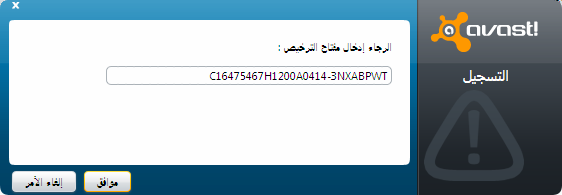 x
avast!
التسجيل
الرجاء إدخال مفتاح الترخيص :
C16475467H1200A0414-3NXABPWT
موافق
إلغاء الأمر